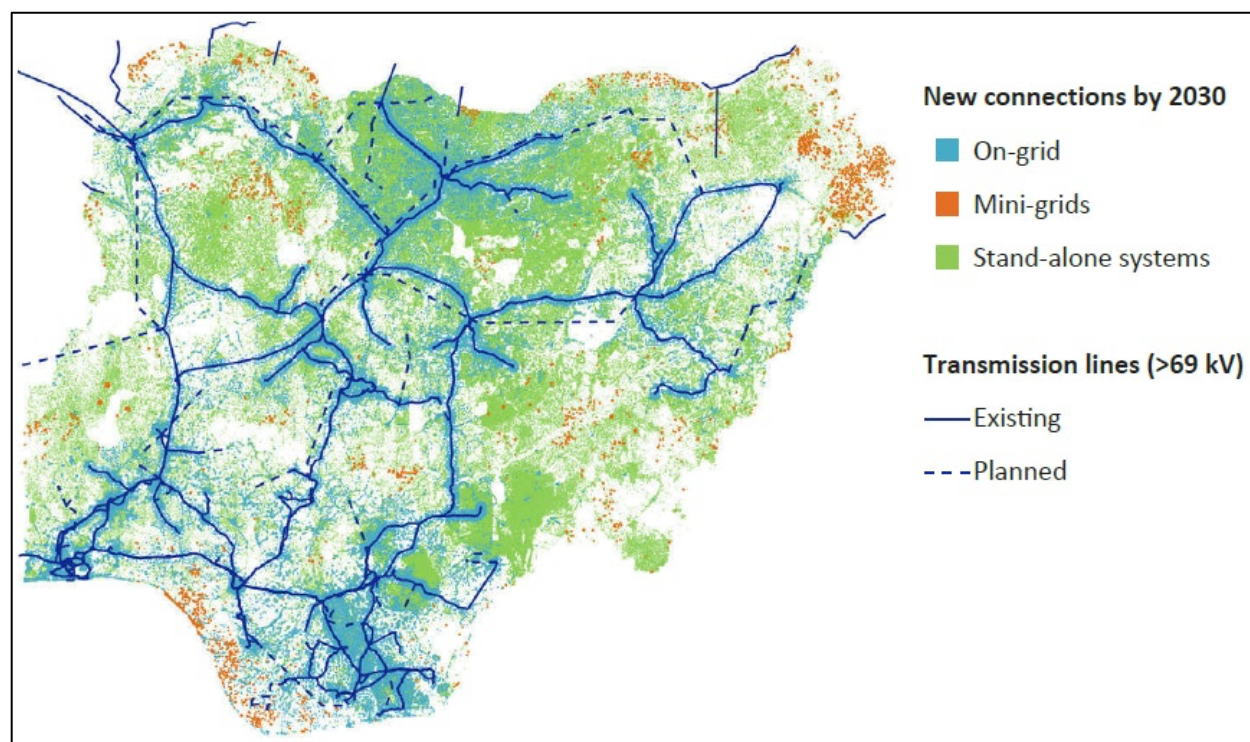 New connections by 2030
On-grid
Mini-grids
Stand-alone systems
Transmission lines (>69 kV)
Existing
Planned